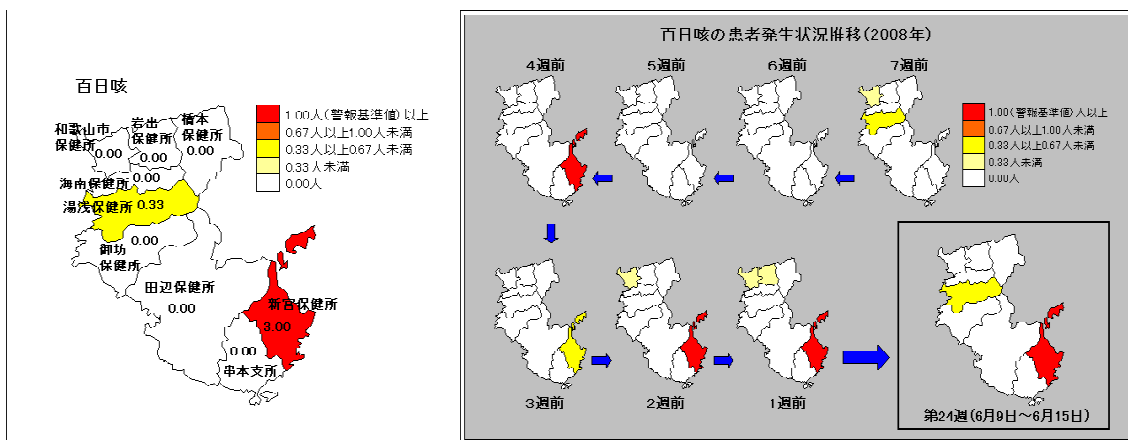 百日咳
1.00人(警報基準値)以上
0.67人以上1.00人未満
0.33人以上0.67人未満
0.33人未満
0.00人
和歌山市
保健所
0.00
岩出
保健所
0.00
橋本
保健所
0.00
海南保健所
0.00
湯浅保健所
0.33
御坊
保健所
0.00
田辺保健所
0.00
新宮保健所
3.00
0.00
串本支所
百日咳の患者発生状況推移(2008年)
4週前
5週前
6週前
7週前
1.00(警報基準値)人以上
0.67人以上1.00人未満
0.33人以上0.67人未満
0.33人未満
0.00人
3週前
2週前
1週前
第24週(6月9日～6月15日)